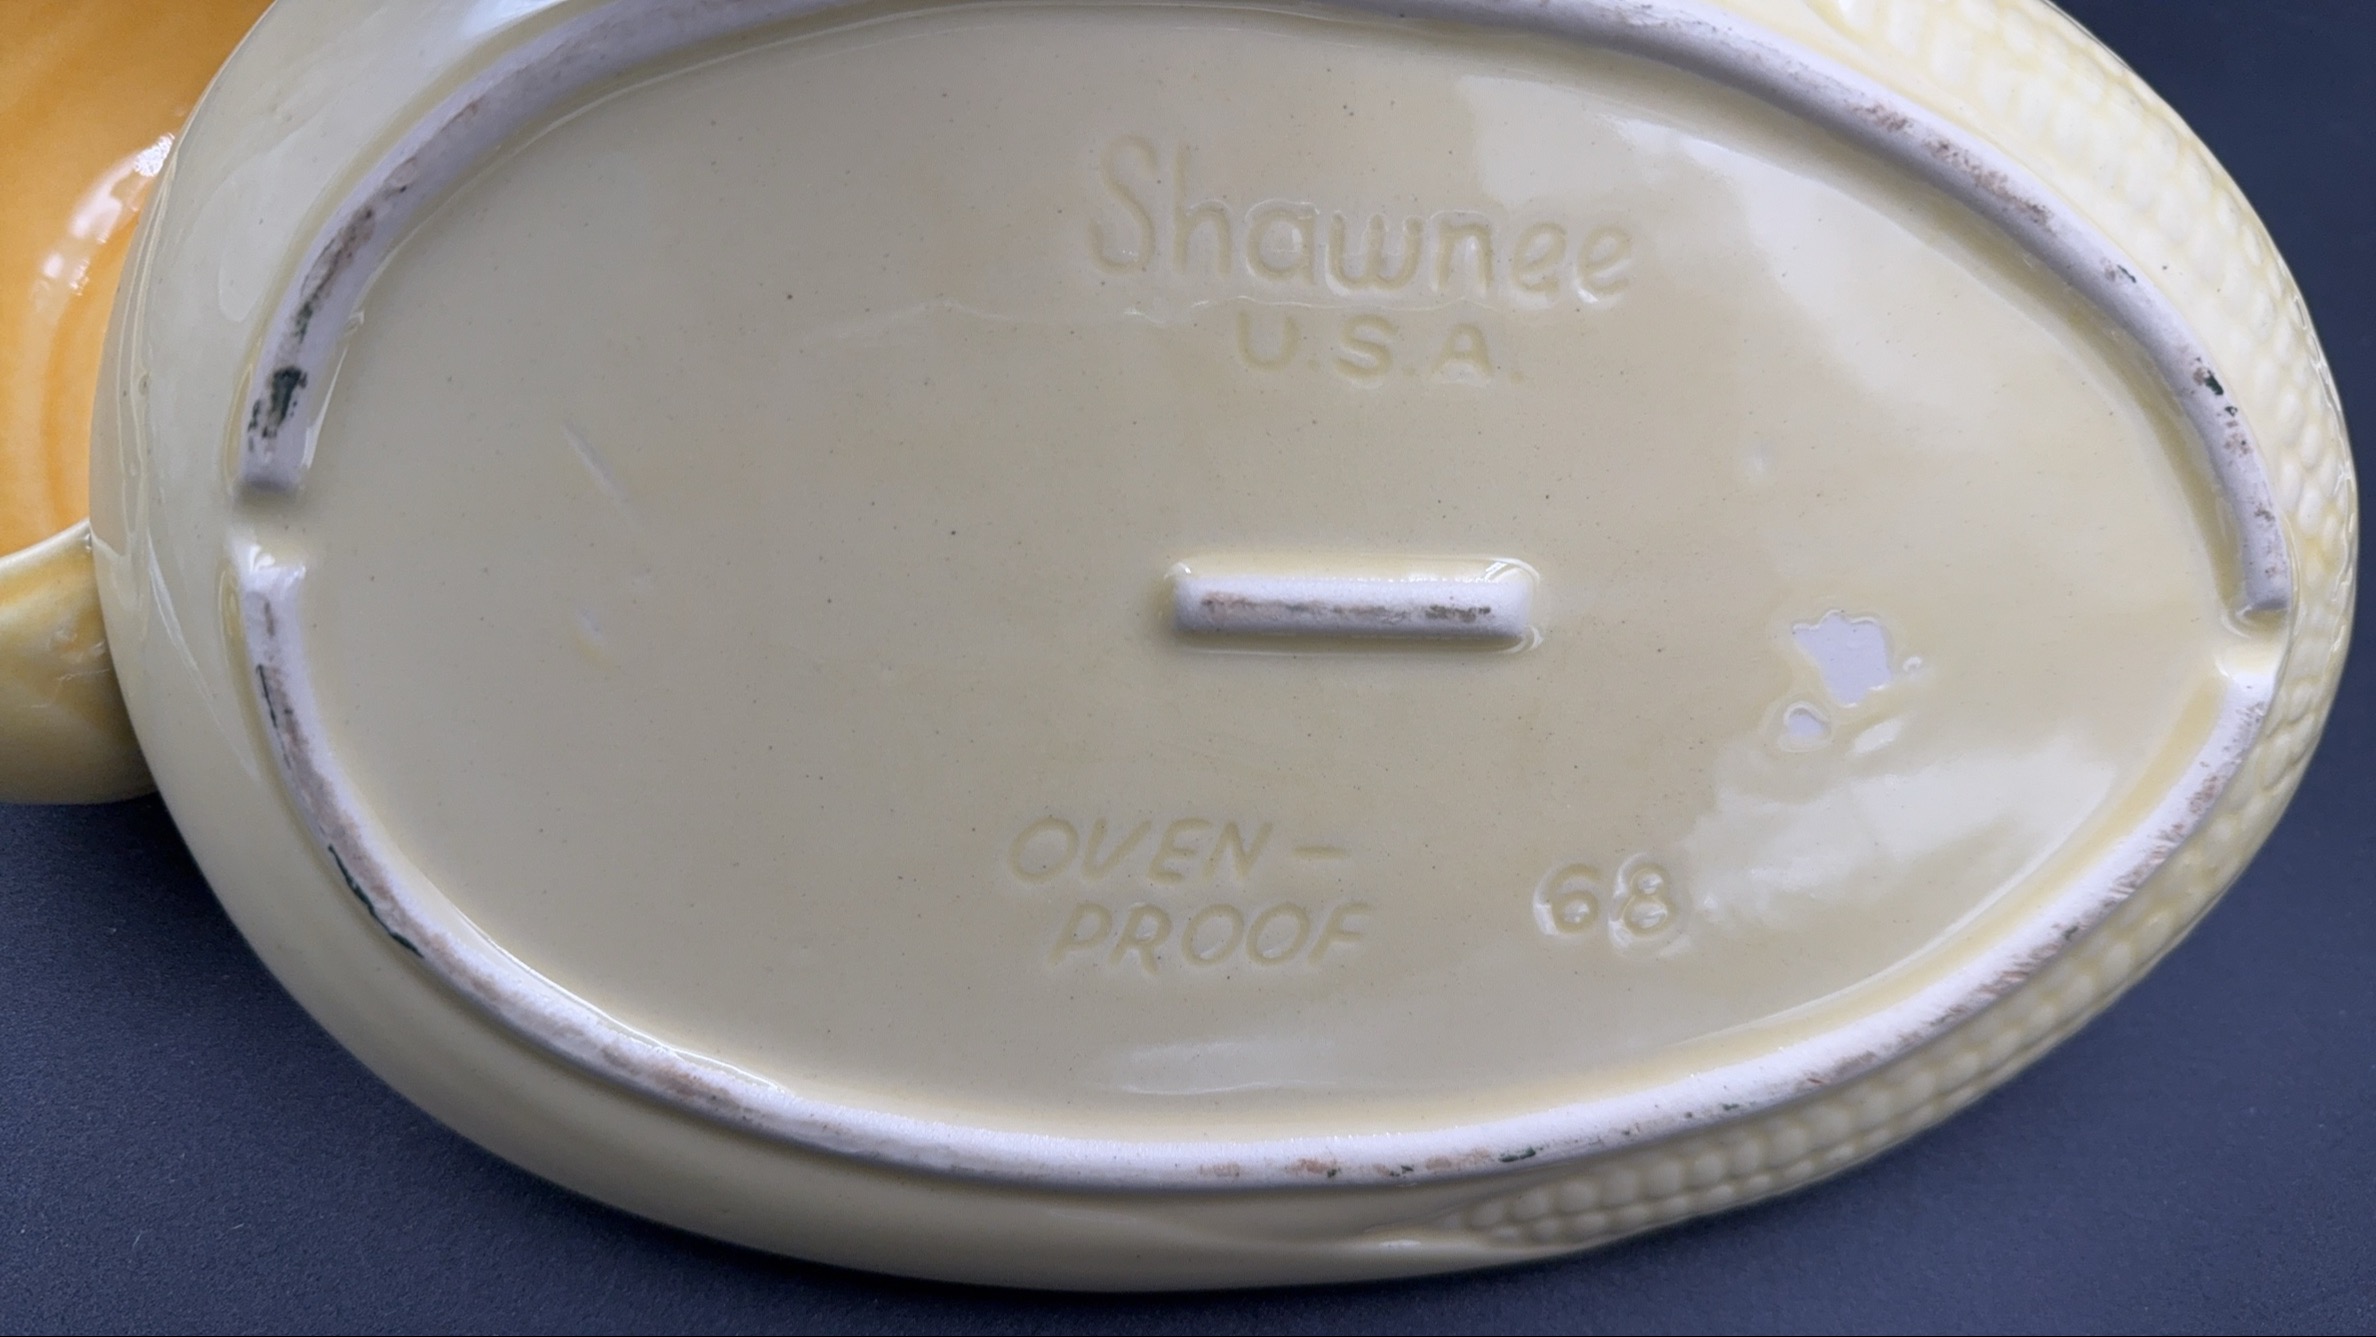 Shawnee
U.S.A.
OVEN-
PROOF
68